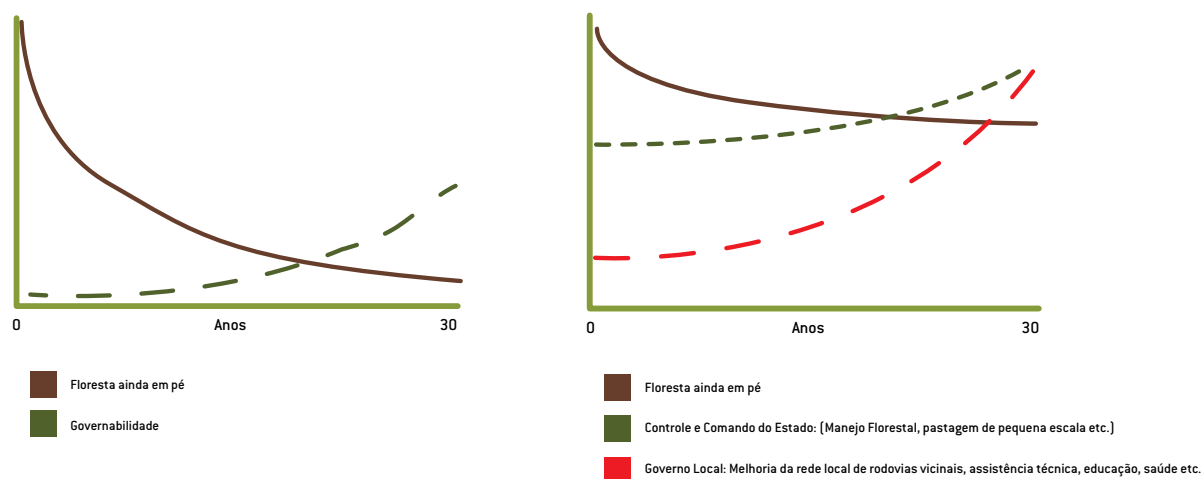 0
Anos
30
Floresta ainda em pé
Governabilidade
0
Anos
30
Floresta ainda em pé
Controle e Comando do Estado: (Manejo Florestal, pastagem de pequena escala etc.)
Governo Local: Melhoria da rede local de rodovias vicinais, assistência técnica, educação, saúde etc.